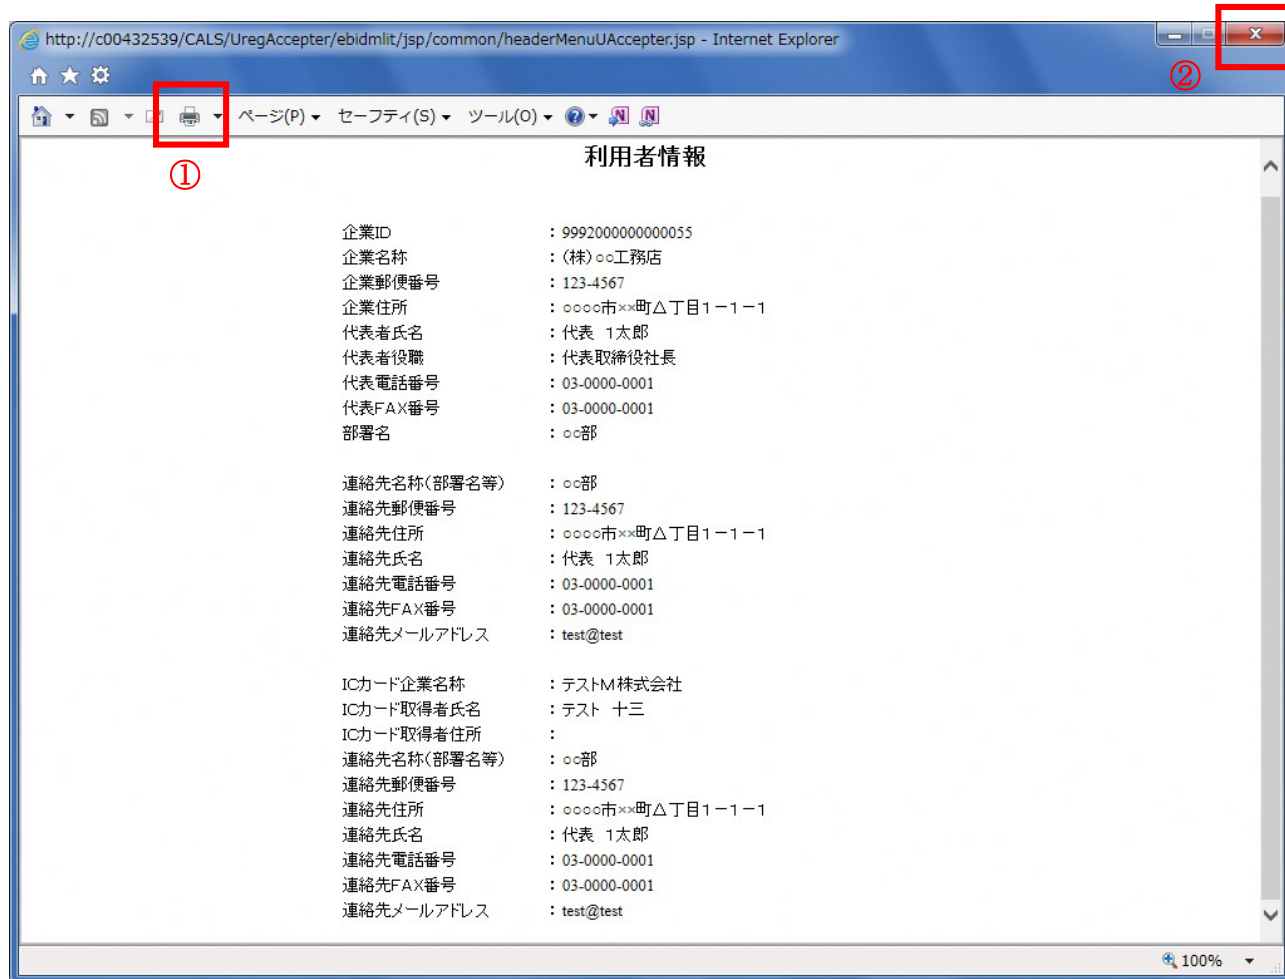 http://c00432539/CALS/UregAccepter/ebidmlit/jsp/common/headerMenuUAccepter.jsp - Internet Explorer
②
ページ(P) セーフティ(S) ツール(O)
①
利用者情報
企業ID : 9992000000000055
企業名称 : (株)○○工務店
企業郵便番号 : 123-4567
企業住所 : ○○○○市××町△丁目1-1-1
代表者氏名 : 代表 1太郎
代表者役職 : 代表取締役社長
代表電話番号 : 03-0000-0001
代表FAX番号 : 03-0000-0001
部署名 : ○○部
連絡先名称(部署名等) : ○○部
連絡先郵便番号 : 123-4567
連絡先住所 : ○○○○市××町△丁目1-1-1
連絡先氏名 : 代表 1太郎
連絡先電話番号 : 03-0000-0001
連絡先FAX番号 : 03-0000-0001
連絡先メールアドレス : test@test
ICカード企業名称 : テストM株式会社
ICカード取得者氏名 : テスト 十三
ICカード取得者住所 :
連絡先名称(部署名等) : ○○部
連絡先郵便番号 : 123-4567
連絡先住所 : ○○○○市××町△丁目1-1-1
連絡先氏名 : 代表 1太郎
連絡先電話番号 : 03-0000-0001
連絡先FAX番号 : 03-0000-0001
連絡先メールアドレス : test@test
100%